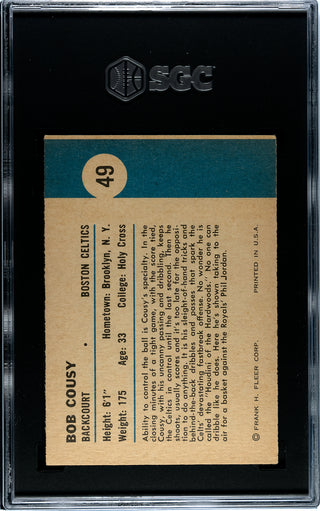 SGC
49
BOB COUSY
BACKCOURT • BOSTON CELTICS
Height: 6'1" Hometown: Brooklyn, N. Y.
Weight: 175 Age: 33 College: Holy Cross
Ability to control the ball is Cousy's specialty. In the
closing minutes of a tight game, with the score tied,
Cousy, with his uncanny passing and dribbling, keeps
the Celtics in control until the last second. Then he
shoots, usually scores and it's too late for the opposi-
tion to do anything. It is his sleight-of-hand tricks and
behind-the-back dribbles and passes that spark the
Celts' devastating fastbreak offense. No wonder he is
called the "Houdini of the Hardwoods'. No one can
dribble like he does. Here he's shown taking to the
air for a basket against the Royals' Phil Jordan.
© FRANK H. FLEER CORP. PRINTED IN U.S.A.